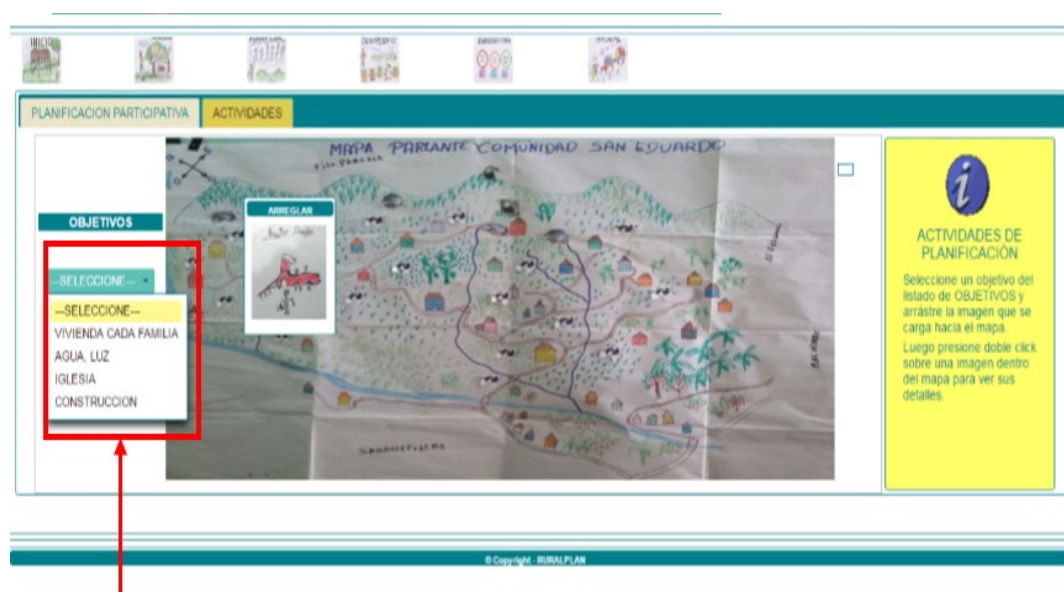 INICIO
PLANIFICACION PARTICIPATIVA
ACTIVIDADES
MAPA PARLANTE COMUNIDAD SAN EDUARDO
OBJETIVOS
ARREGLAR
---SELECCIONE---
---SELECCIONE---
VIVIENDA CADA FAMILIA
AGUA, LUZ
IGLESIA
CONSTRUCCION
i
ACTIVIDADES DE
PLANIFICACIÓN
Seleccione un objetivo del
listado de OBJETIVOS y
arrástre la imagen que se
carga hacia el mapa.
Luego presione doble click
sobre una imagen dentro
del mapa para ver sus
detalles.
© Copyright - RURALPLAN